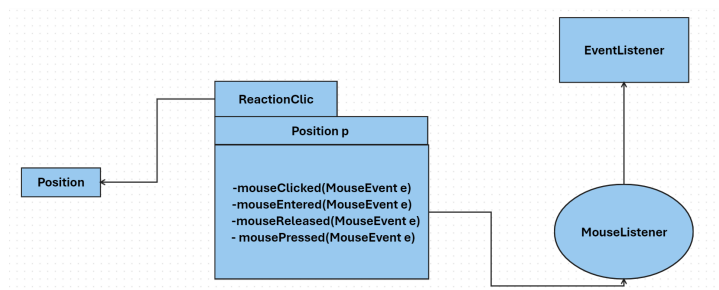 EventListener
ReactionClic
Position p
Position
-mouseClicked(MouseEvent e)
-mouseEntered(MouseEvent e)
-mouseReleased(MouseEvent e)
- mousePressed(MouseEvent e)
MouseListener